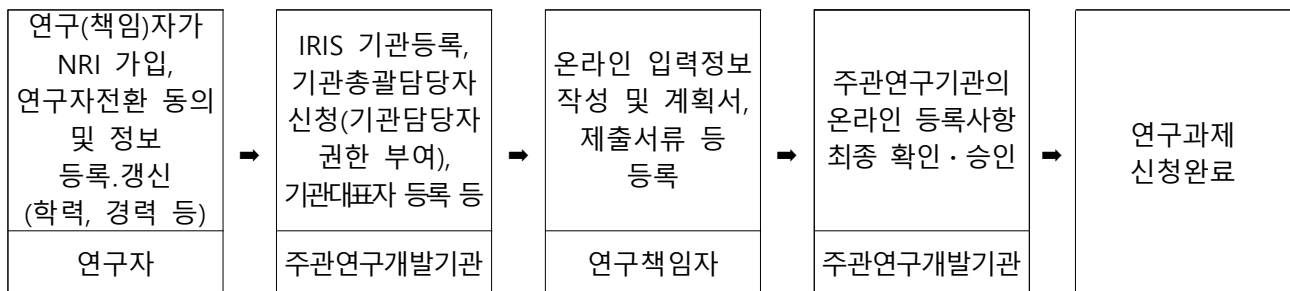 연구(책임)자가
NRI 가입,
연구자전환 동의
및 정보
등록.갱신
(학력, 경력 등)
연구자
➡
IRIS 기관등록,
기관총괄담당자
신청(기관담당자
권한 부여),
기관대표자 등록 등
주관연구개발기관
➡
온라인 입력정보
작성 및 계획서,
제출서류 등
등록
연구책임자
➡
주관연구기관의
온라인 등록사항
최종 확인・승인
주관연구개발기관
➡
연구과제
신청완료